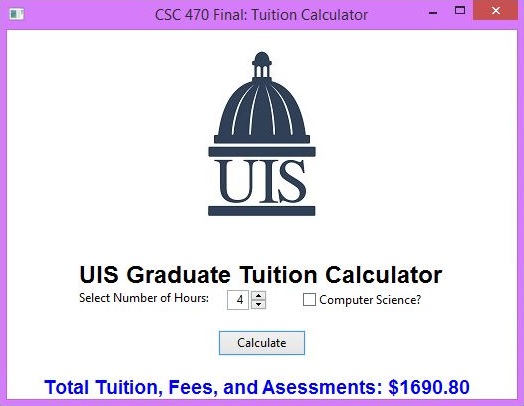 CSC 470 Final: Tuition Calculator
UIS
UIS Graduate Tuition Calculator
Select Number of Hours: 4 Computer Science?
Calculate
Total Tuition, Fees, and Asessments: $1690.80